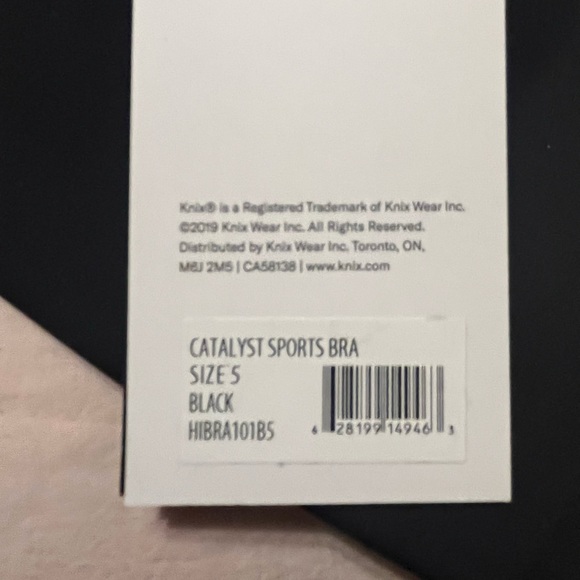 Knix® is a Registered Trademark of Knix Wear Inc.
©2019 Knix Wear Inc. All Rights Reserved.
Distributed by Knix Wear Inc. Toronto, ON,
M6J 2M5 | CA58138 | www.knix.com
CATALYST SPORTS BRA
SIZE 5
BLACK
HIBRA101B5
6 28199 14946 3